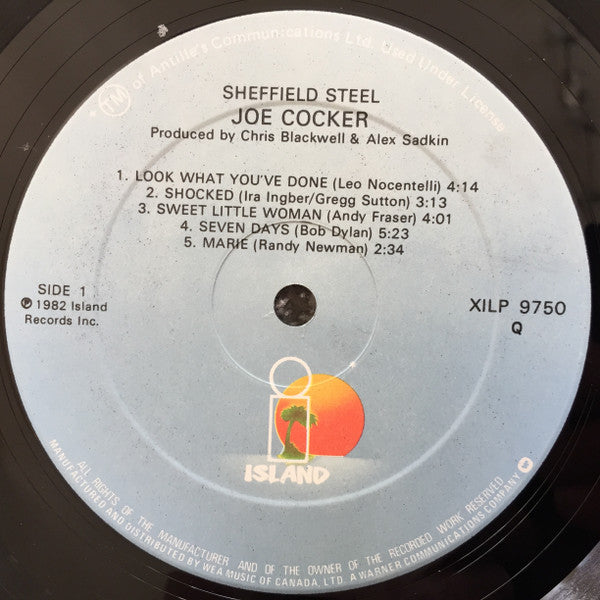 TM of Antille's Communications Ltd. Used Under License
SHEFFIELD STEEL
JOE COCKER
Produced by Chris Blackwell & Alex Sadkin
1. LOOK WHAT YOU'VE DONE (Leo Nocentelli) 4:14
2. SHOCKED (Ira Ingber/Gregg Sutton) 3:13
3. SWEET LITTLE WOMAN (Andy Fraser) 4:01
4. SEVEN DAYS (Bob Dylan) 5:23
5. MARIE (Randy Newman) 2:34
SIDE 1
℗ 1982 Island
Records Inc.
XILP 9750
Q
i
ISLAND
ALL RIGHTS OF THE MANUFACTURER AND OF THE OWNER OF THE RECORDED WORK RESERVED
MANUFACTURED AND DISTRIBUTED BY WEA MUSIC OF CANADA, LTD. A WARNER COMMUNICATIONS COMPANY